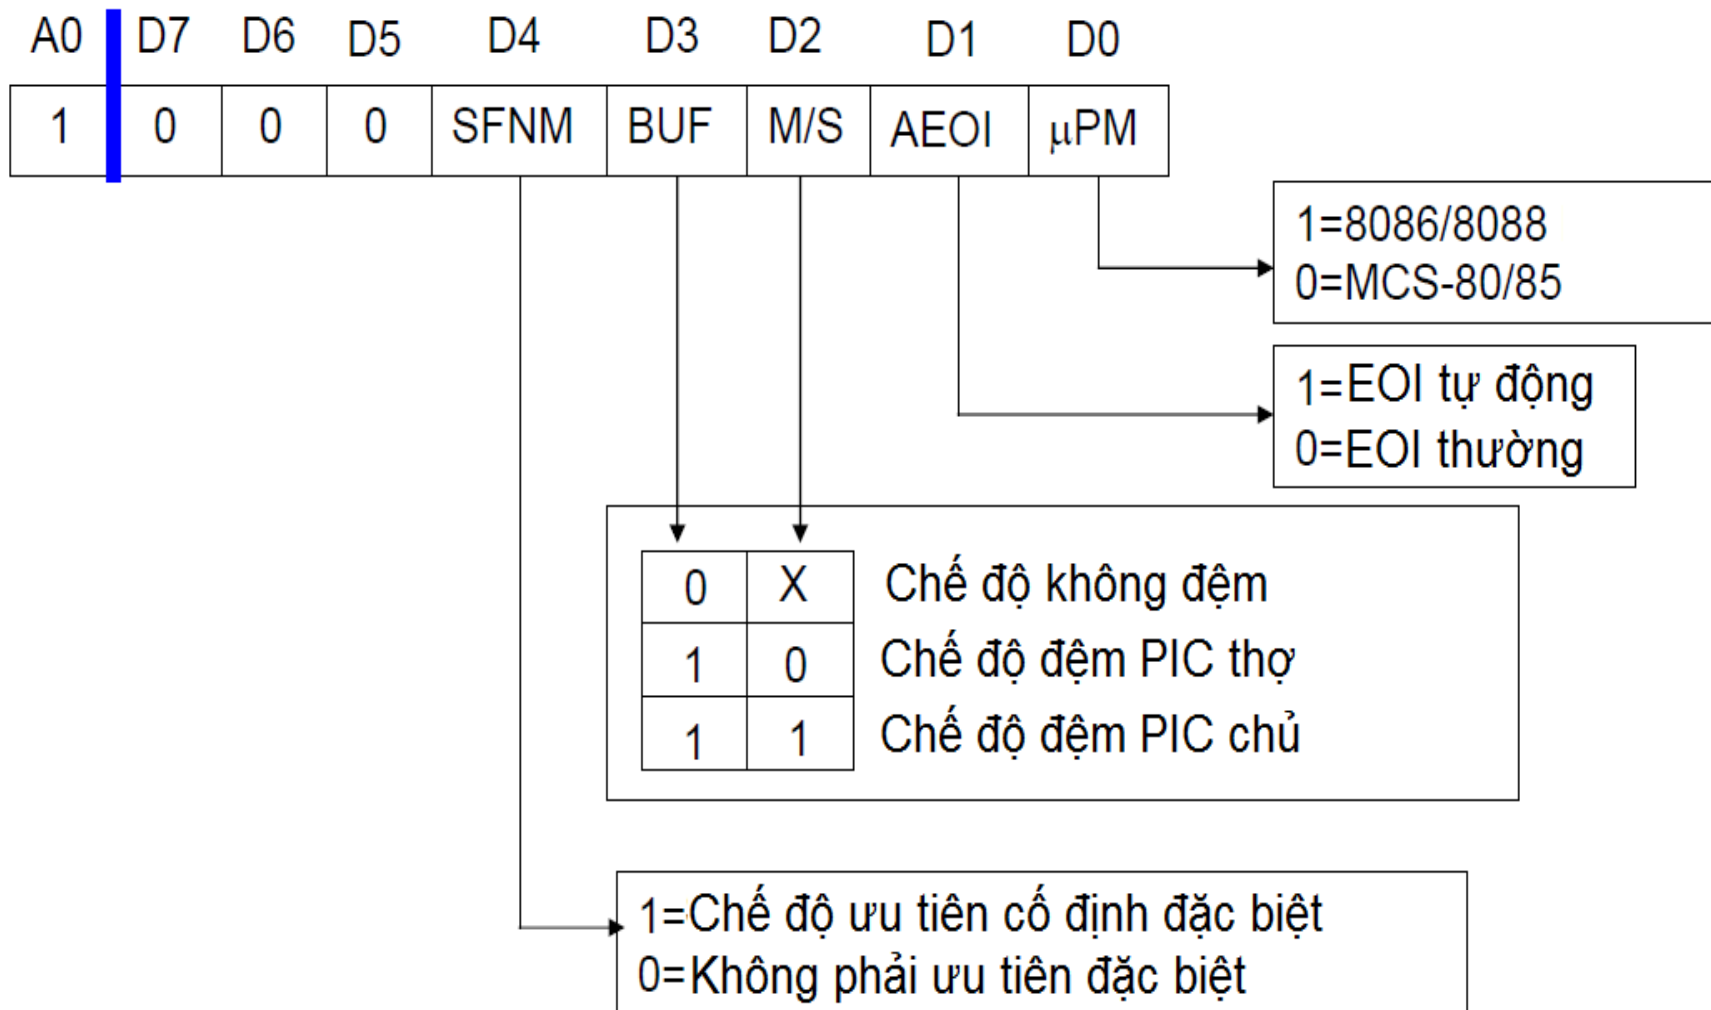 A0 D7 D6 D5 D4 D3 D2 D1 D0
1 0 0 0 SFNM BUF M/S AEOI µPM
1=8086/8088
0=MCS-80/85
1=EOI tự động
0=EOI thường
0 X Chế độ không đệm
1 0 Chế độ đệm PIC thợ
1 1 Chế độ đệm PIC chủ
1=Chế độ ưu tiên cố định đặc biệt
0=Không phải ưu tiên đặc biệt